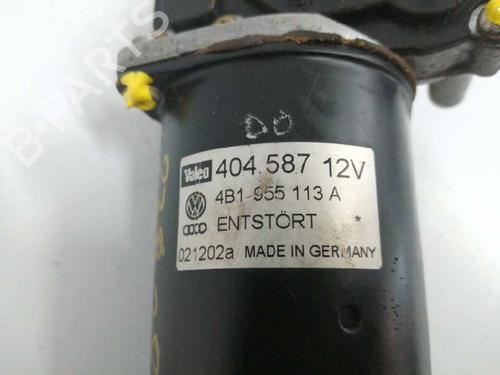 Valeo 404.587 12V
4B1 955 113 A
ENTSTÖRT *
021202a MADE IN GERMANY
B-PARTS